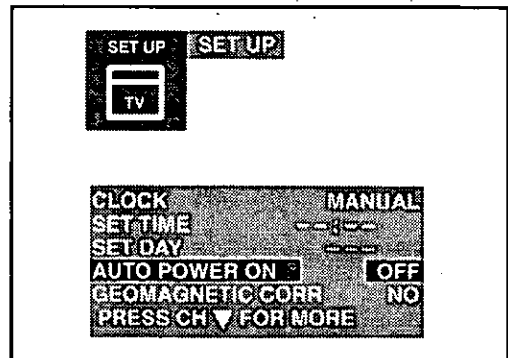 SET UP SET UP
TV
CLOCK MANUAL
SET TIME --:--
SET DAY ---
AUTO POWER ON OFF
GEOMAGNETIC CORR NO
PRESS CH ▼ FOR MORE